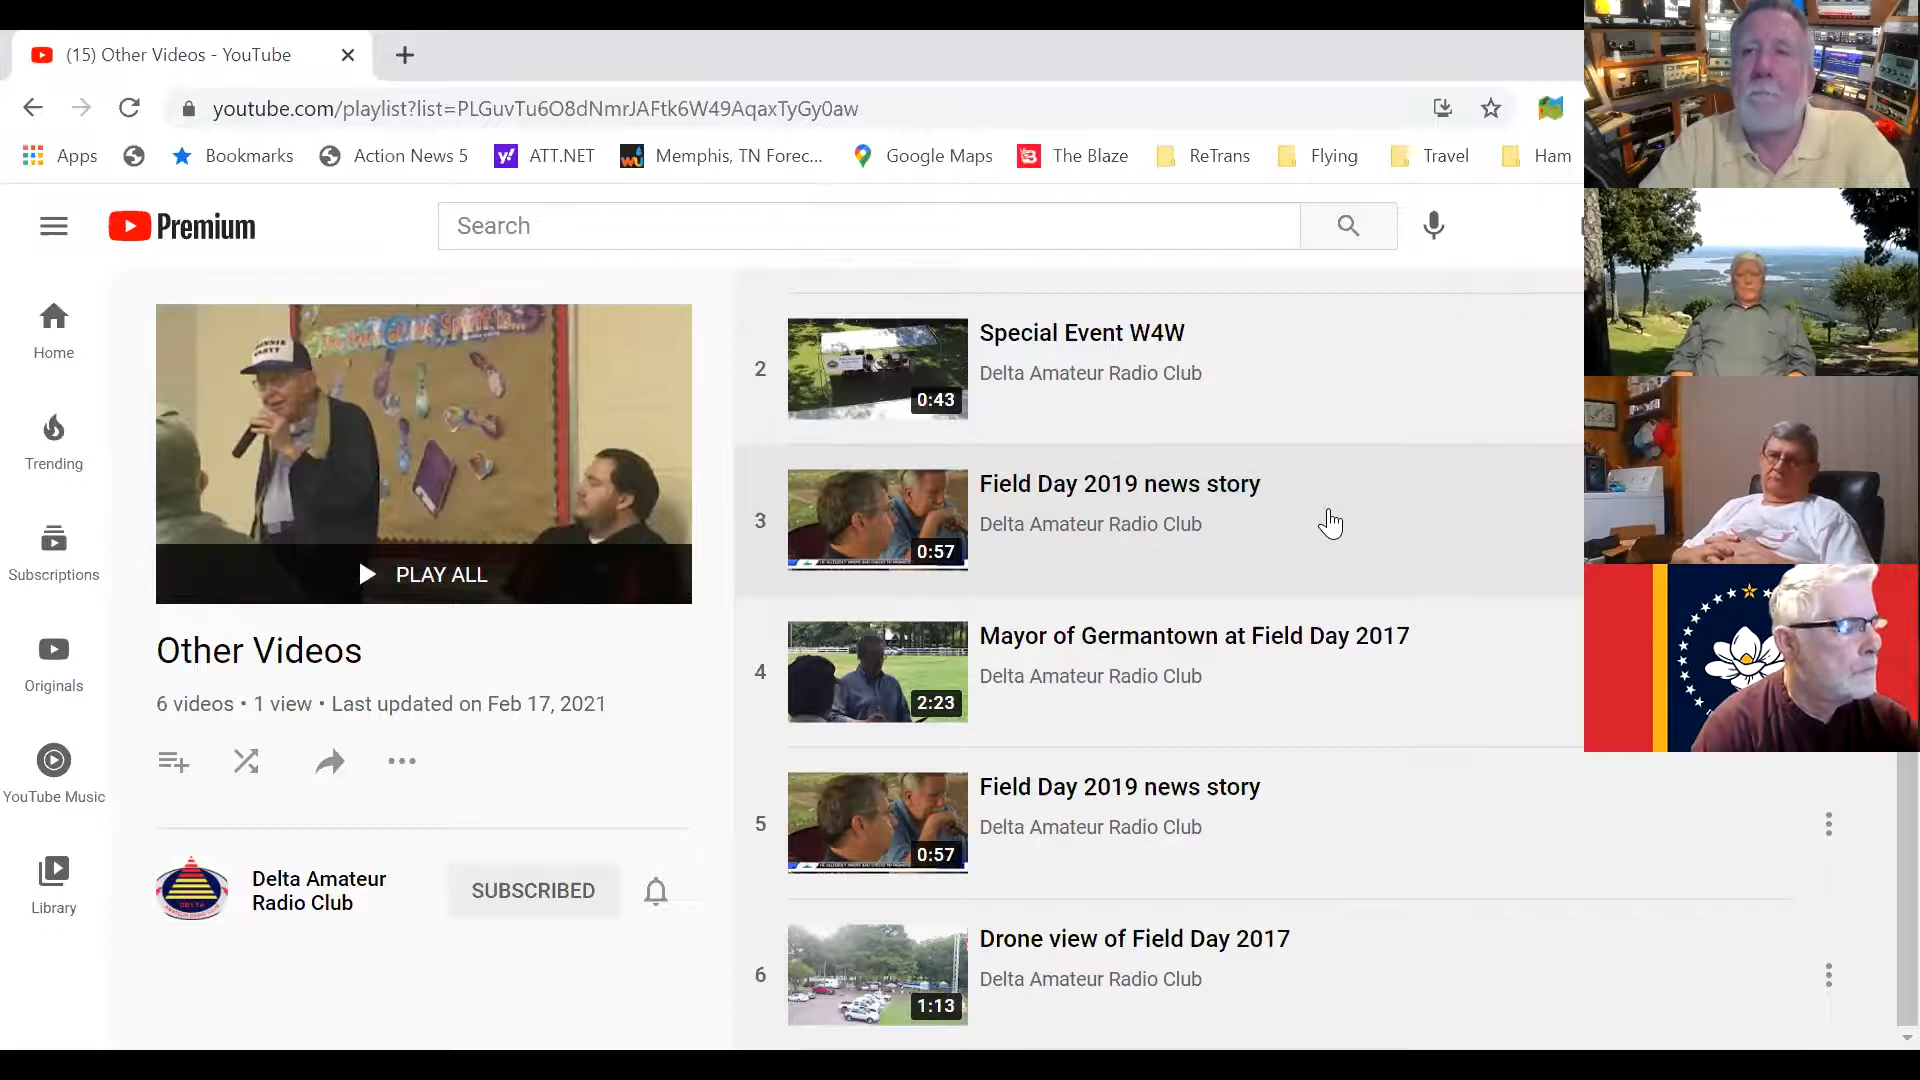 (15) Other Videos - YouTube
youtube.com/playlist?list=PLGuvTu6O8dNmrJAFtk6W49AqaxTyGy0aw
Apps
Bookmarks
Action News 5
ATT.NET
Memphis, TN Forec...
Google Maps
The Blaze
ReTrans
Flying
Travel
Ham
Premium
Search
Home
Trending
Subscriptions
Originals
YouTube Music
Library
PLAY ALL
Other Videos
6 videos • 1 view • Last updated on Feb 17, 2021
Delta Amateur
Radio Club
SUBSCRIBED
DELTA
2
0:43
Special Event W4W
Delta Amateur Radio Club
3
0:57
Field Day 2019 news story
Delta Amateur Radio Club
4
2:23
Mayor of Germantown at Field Day 2017
Delta Amateur Radio Club
5
0:57
Field Day 2019 news story
Delta Amateur Radio Club
6
1:13
Drone view of Field Day 2017
Delta Amateur Radio Club